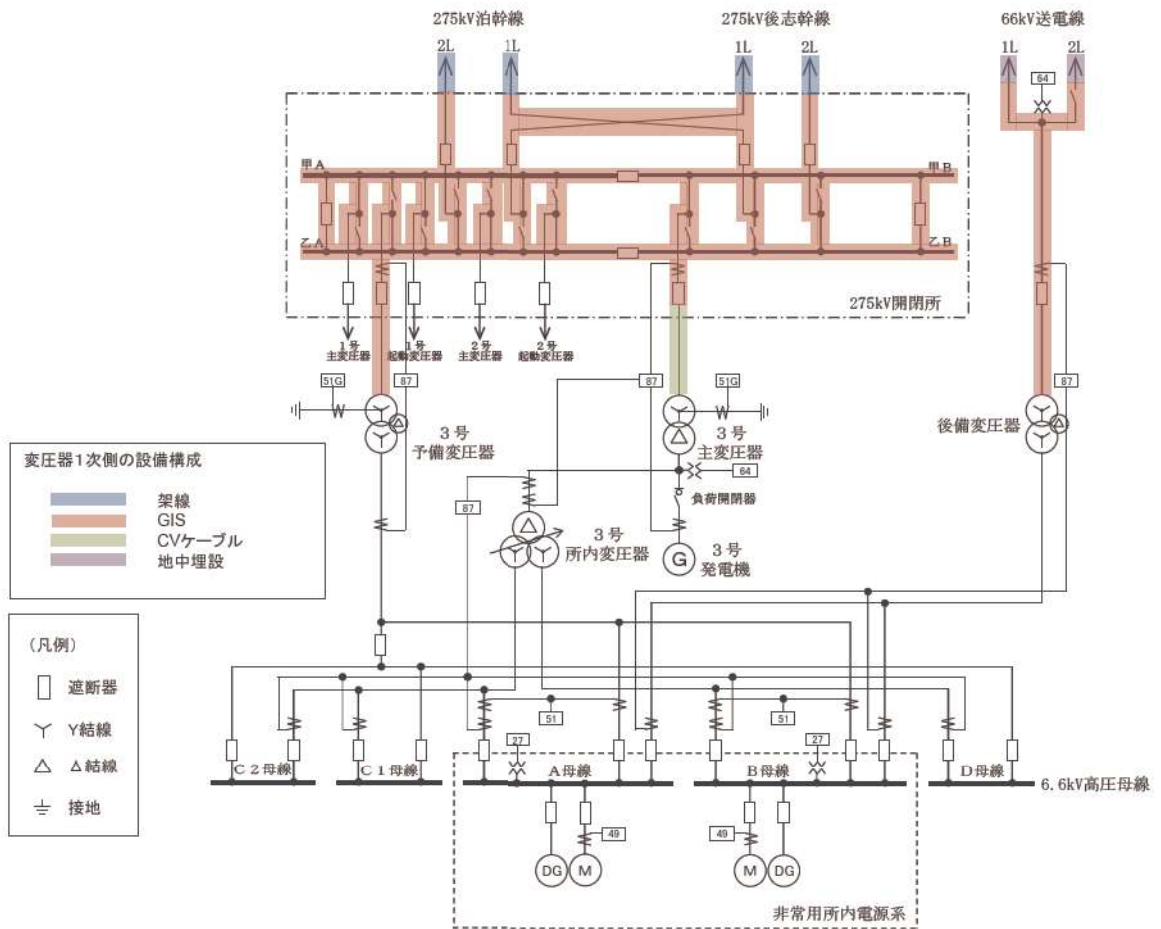 275kV泊幹線
275kV後志幹線
66kV送電線
2L
1L
1L
2L
1L
2L
64
甲A
甲B
乙A
乙B
275kV開閉所
1号
主変圧器
1号
起動変圧器
2号
主変圧器
2号
起動変圧器
51G
87
87
51G
87
3号
予備変圧器
3号
主変圧器
後備変圧器
64
負荷開閉器
87
3号
所内変圧器
G
3号
発電機
変圧器1次側の設備構成
架線
GIS
CVケーブル
地中埋設
(凡例)
遮断器
Y結線
Δ結線
接地
51
51
27
27
C2母線
C1母線
A母線
B母線
D母線
6.6kV高圧母線
49
49
DG
M
M
DG
非常用所内電源系